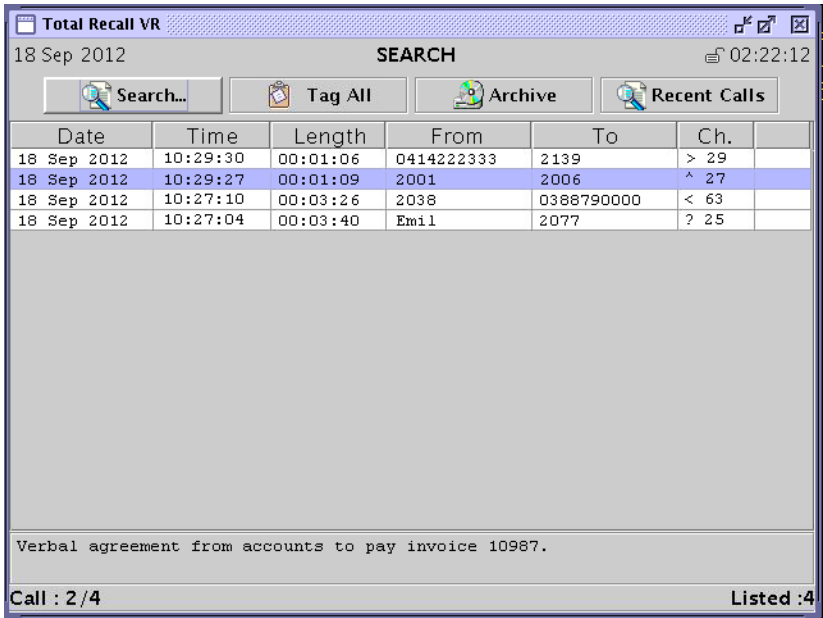 Total Recall VR
18 Sep 2012 SEARCH 02:22:12
Search... Tag All Archive Recent Calls
Date Time Length From To Ch.
18 Sep 2012 10:29:30 00:01:06 0414222333 2139 > 29
18 Sep 2012 10:29:27 00:01:09 2001 2006 ^ 27
18 Sep 2012 10:27:10 00:03:26 2038 0388790000 < 63
18 Sep 2012 10:27:04 00:03:40 Emil 2077 ? 25
Verbal agreement from accounts to pay invoice 10987.
Call : 2/4 Listed :4